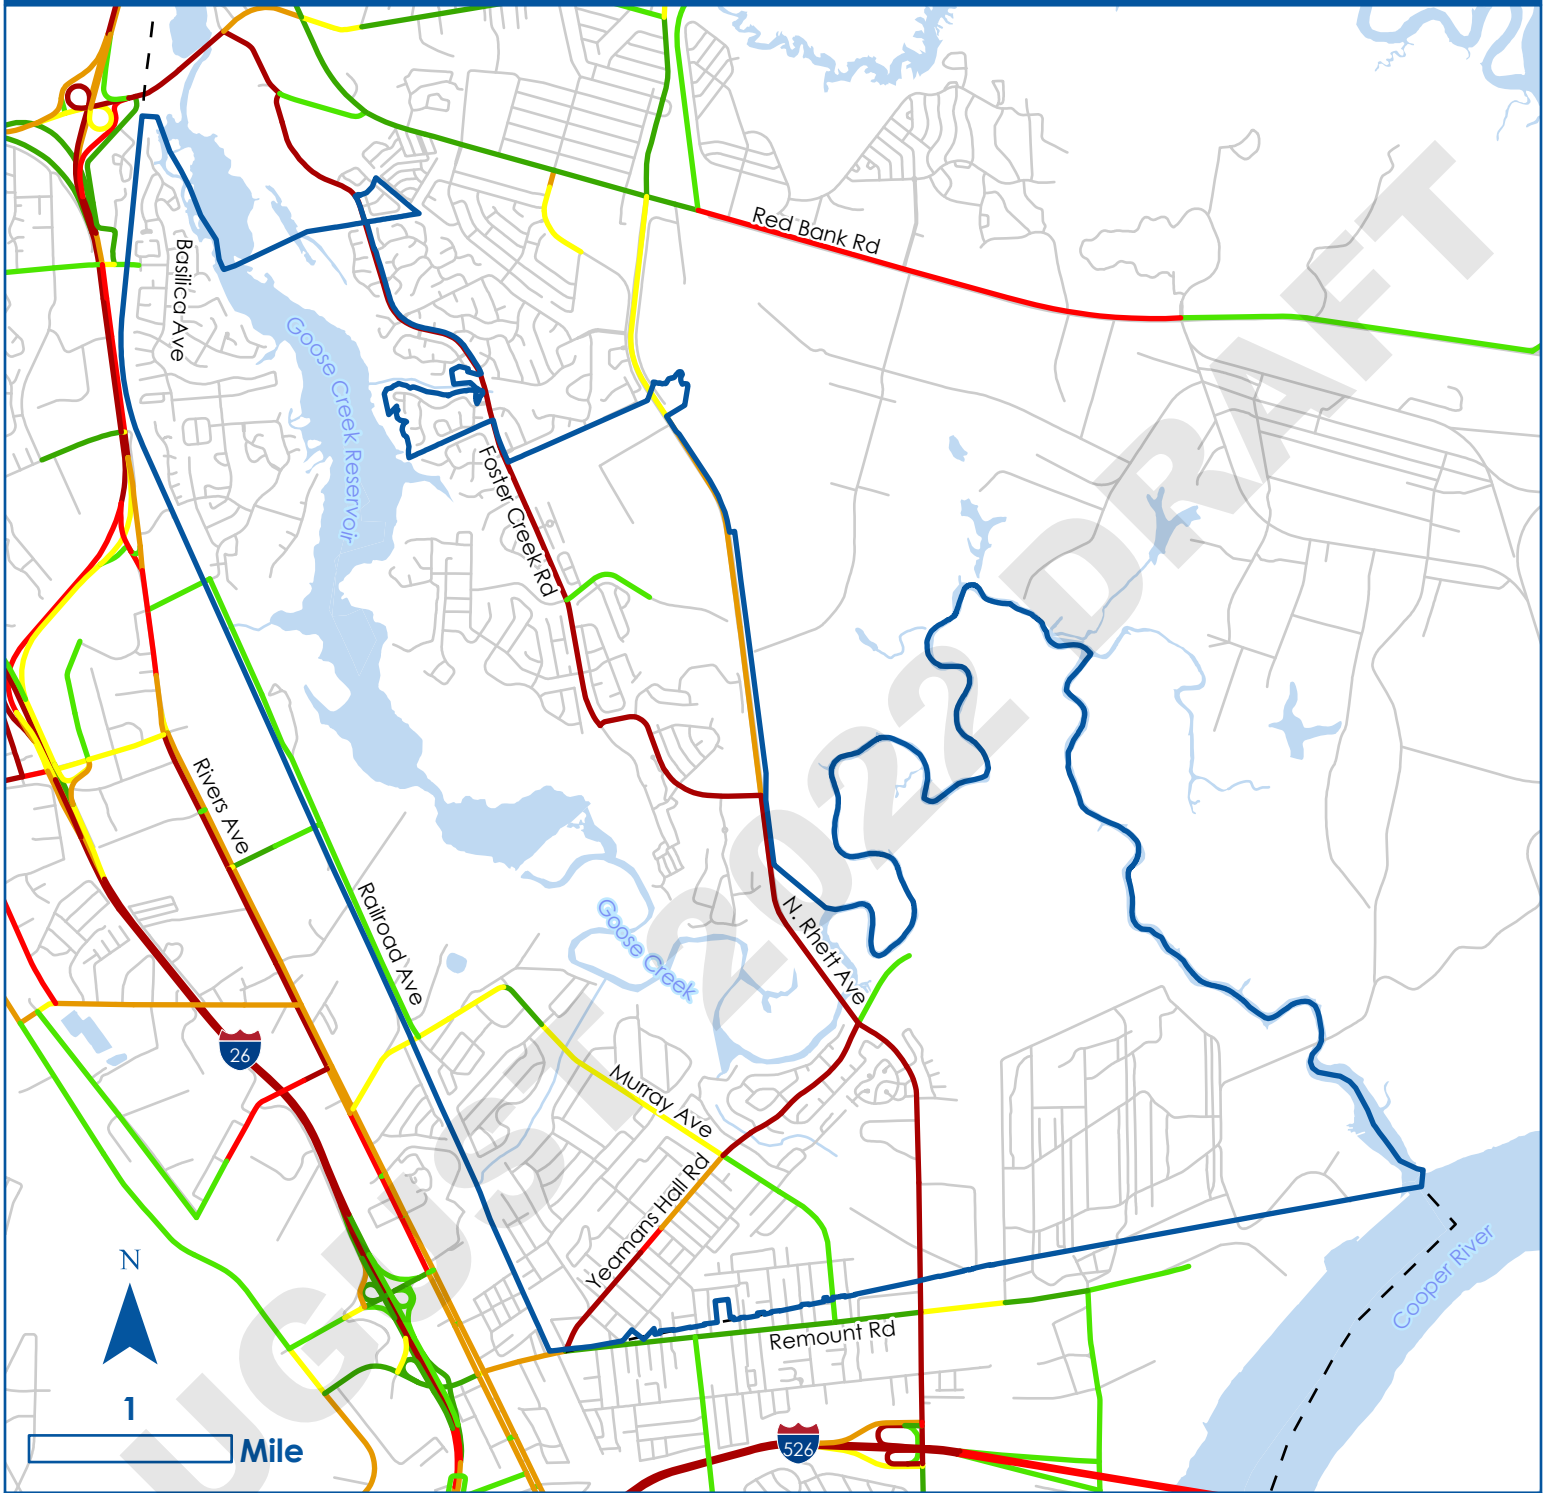 Red Bank Rd
Basilica Ave
Goose Creek Reservoir
Foster Creek Rd
Rivers Ave
Railroad Ave
Goose Creek
N. Rhett Ave
26
Murray Ave
Yeamans Hall Rd
Cooper River
Remount Rd
526
N
1
Mile
UGUST 2022 DRAFT